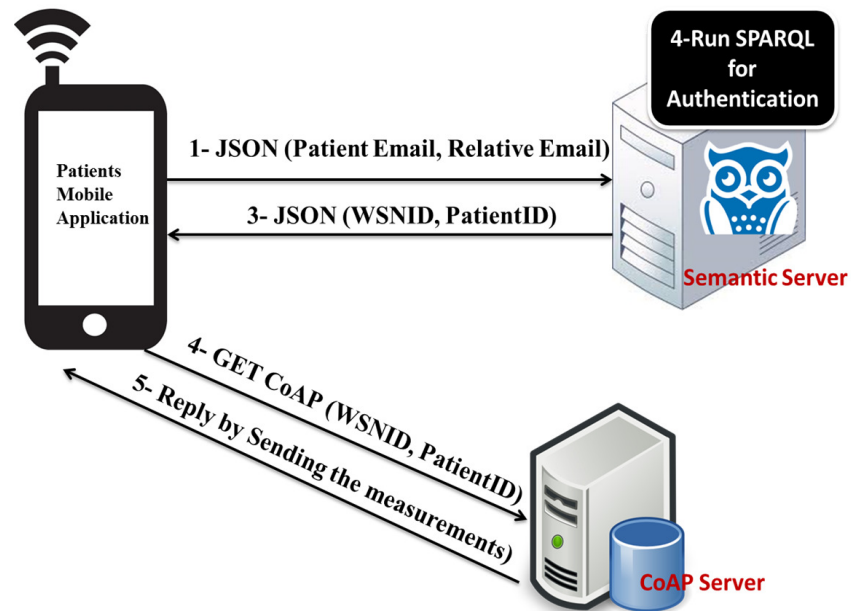 4-Run SPARQL
for
Authentication
1- JSON (Patient Email, Relative Email)
Patients
Mobile
Application
3- JSON (WSNID, PatientID)
Semantic Server
4- GET CoAP (WSNID, PatientID)
5- Reply by Sending the measurements)
CoAP Server